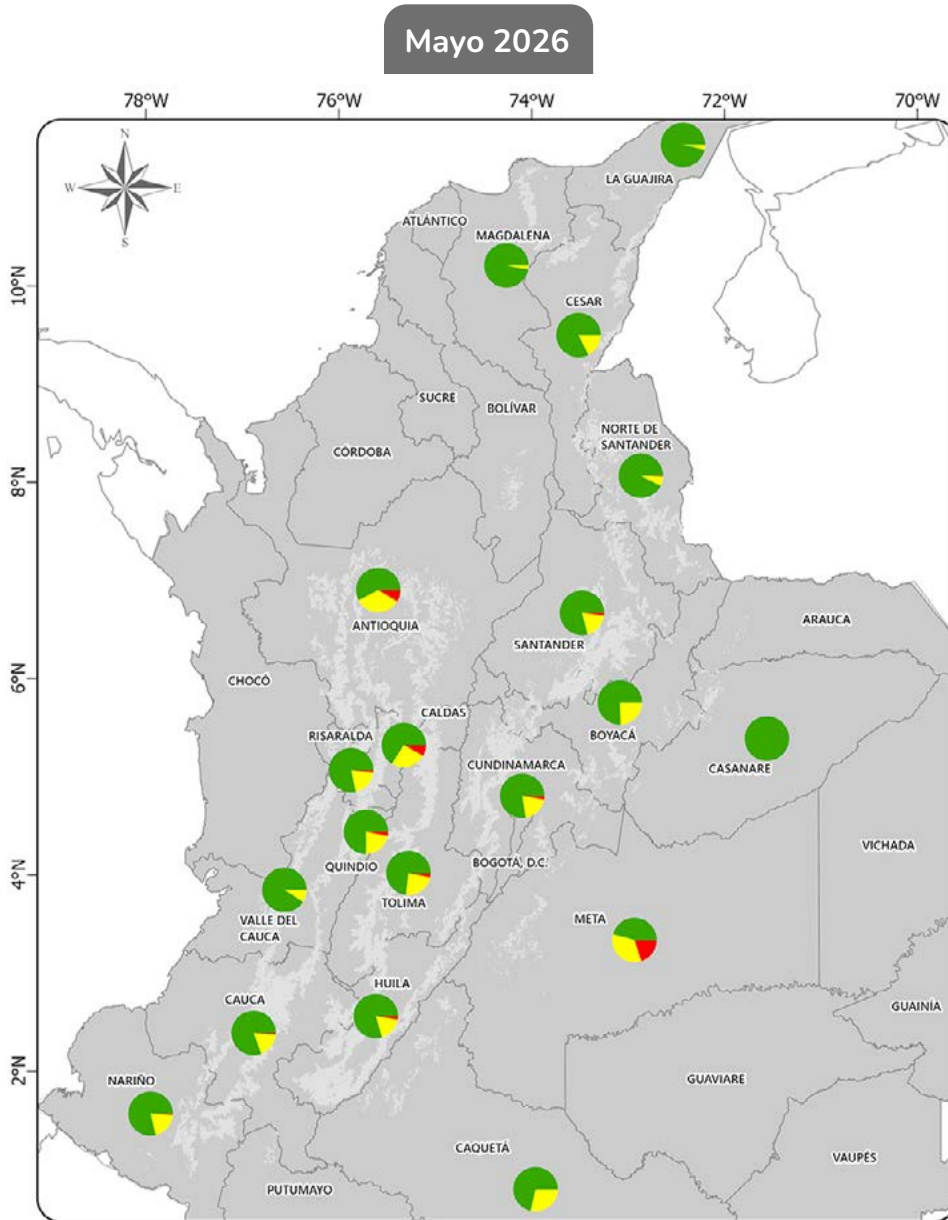 Mayo 2026
78°W 76°W 74°W 72°W 70°W
N
W E
S
10°N
8°N
6°N
4°N
2°N
LA GUAJIRA
ATLÁNTICO
MAGDALENA
CESAR
SUCRE
BOLÍVAR
NORTE DE
SANTANDER
CÓRDOBA
ANTIOQUIA
SANTANDER
ARAUCA
CHOCÓ
CALDAS
RISARALDA
BOYACÁ
CASANARE
CUNDINAMARCA
VICHADA
QUINDIO
BOGOTÁ, D.C.
TOLIMA
VALLE DEL
CAUCA
META
HUILA
CAUCA
GUAINÍA
NARIÑO
GUAVIARE
CAQUETÁ
VAUPÉS
PUTUMAYO